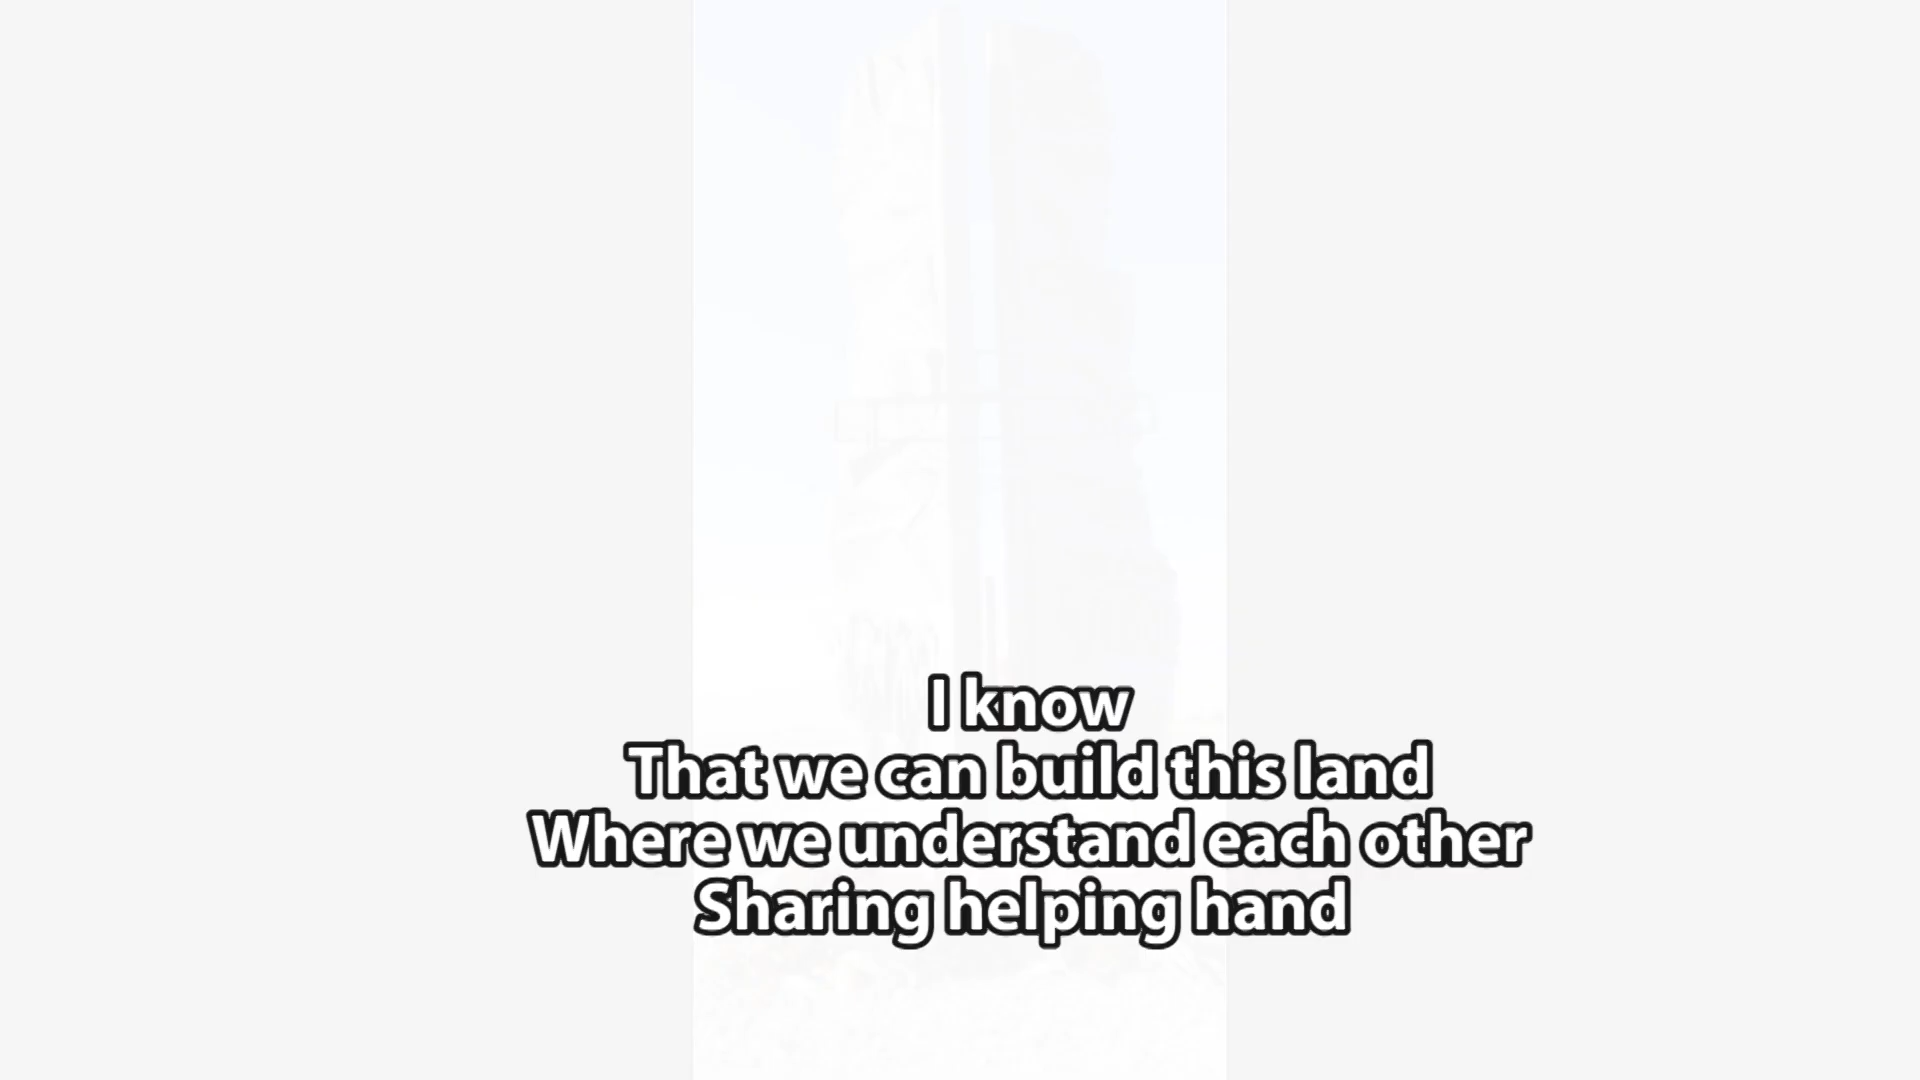 I know
That we can build this land
Where we understand each other
Sharing helping hand